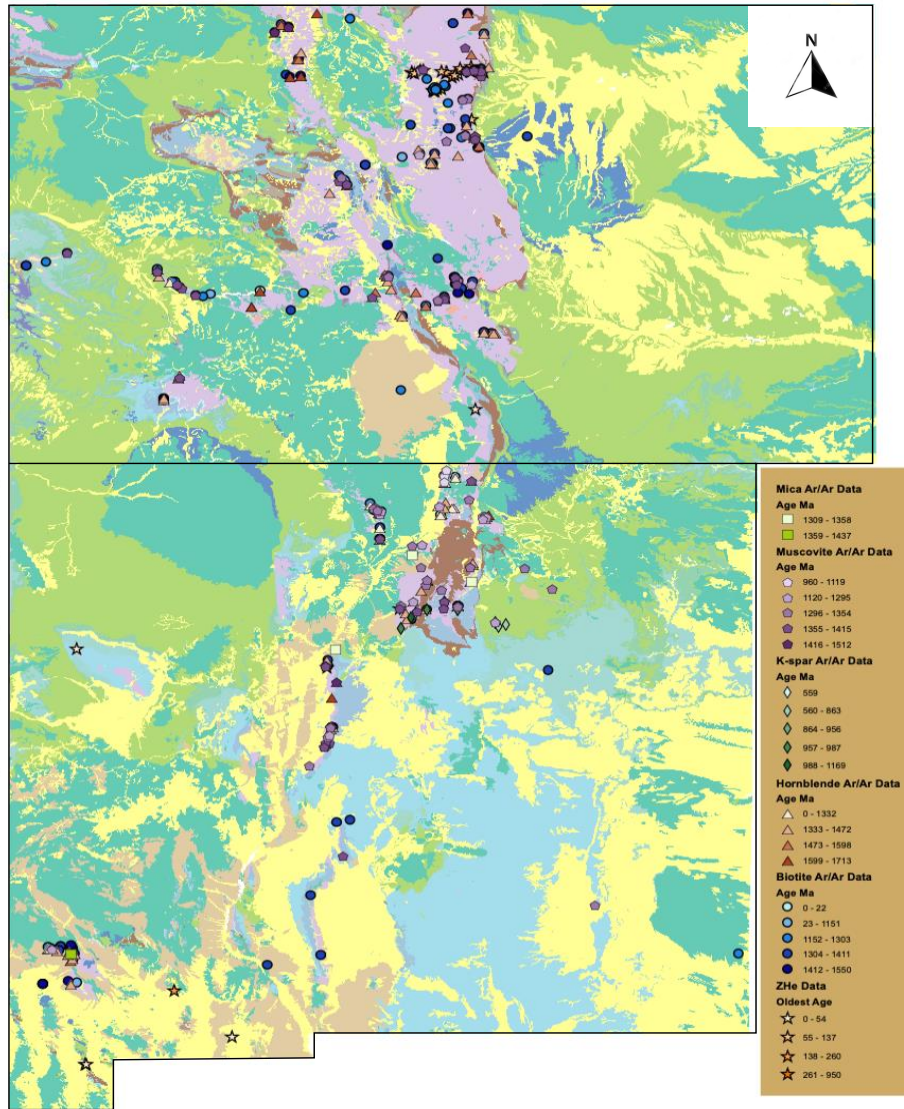 N
Mica Ar/Ar Data
Age Ma
1309 - 1358
1359 - 1437
Muscovite Ar/Ar Data
Age Ma
960 - 1119
1120 - 1295
1296 - 1354
1355 - 1415
1416 - 1512
K-spar Ar/Ar Data
Age Ma
559
560 - 863
864 - 956
957 - 987
988 - 1169
Hornblende Ar/Ar Data
Age Ma
0 - 1332
1333 - 1472
1473 - 1598
1599 - 1713
Biotite Ar/Ar Data
Age Ma
0 - 22
23 - 1151
1152 - 1303
1304 - 1411
1412 - 1550
ZHe Data
Oldest Age
0 - 54
55 - 137
138 - 260
261 - 950